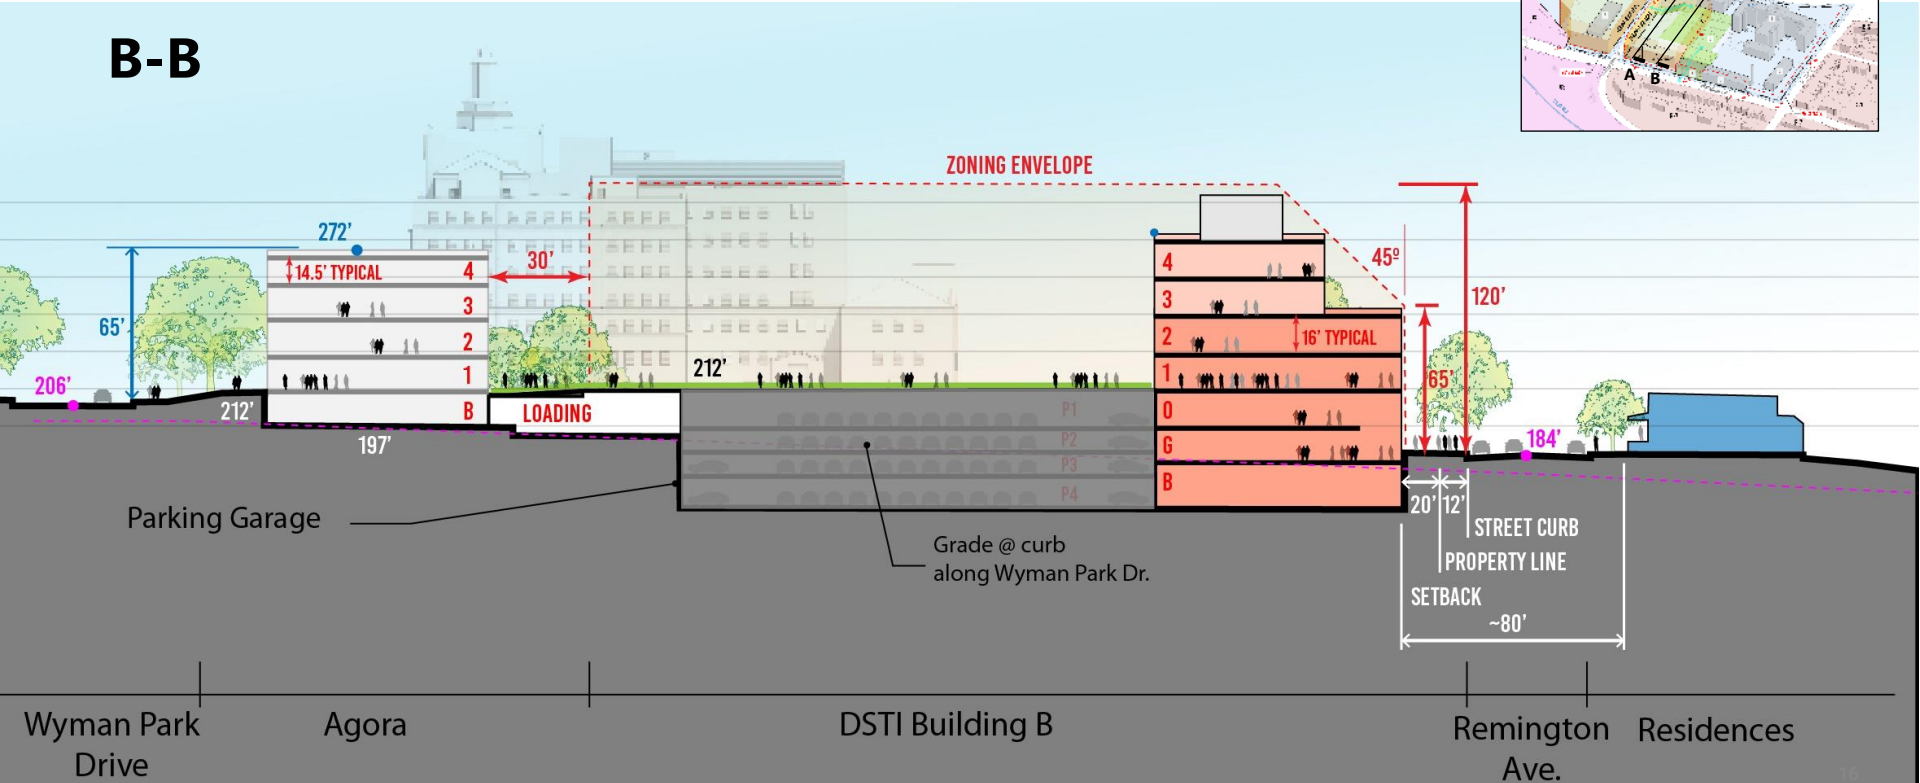 B-B
A
B
ZONING ENVELOPE
272’
14.5’ TYPICAL
4
3
2
1
B
30’
65’
206’
212’
197’
LOADING
212’
P1
P2
P3
P4
4
3
2
16’ TYPICAL
1
0
G
B
45º
120’
65’
184’
20’
12’
STREET CURB
PROPERTY LINE
SETBACK
~80’
Parking Garage
Grade @ curb
along Wyman Park Dr.
Wyman Park
Drive
Agora
DSTI Building B
Remington
Ave.
Residences
16